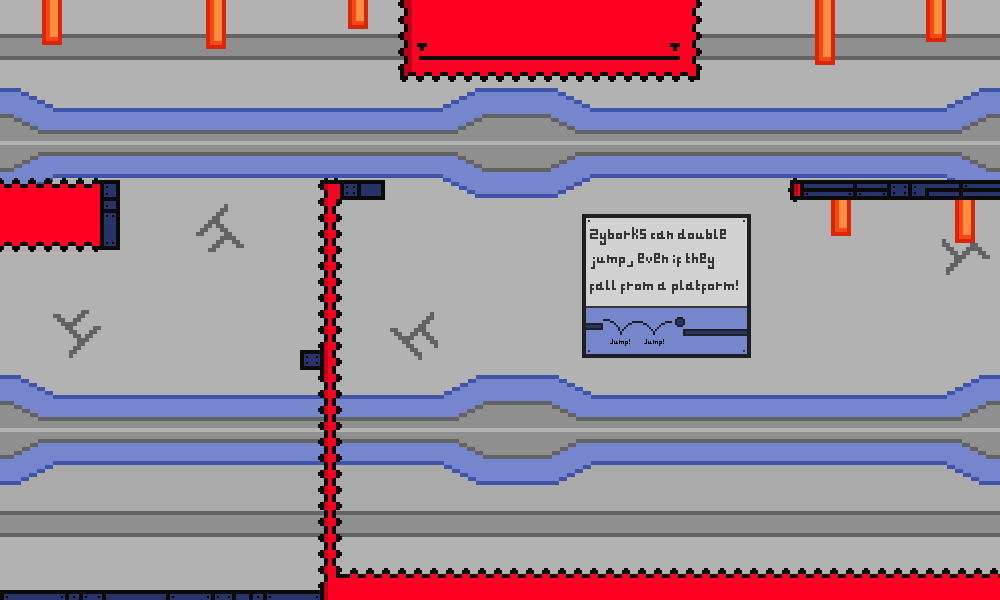 Zyborks can double
jump, even if they
fall from a platform!
Jump! Jump!